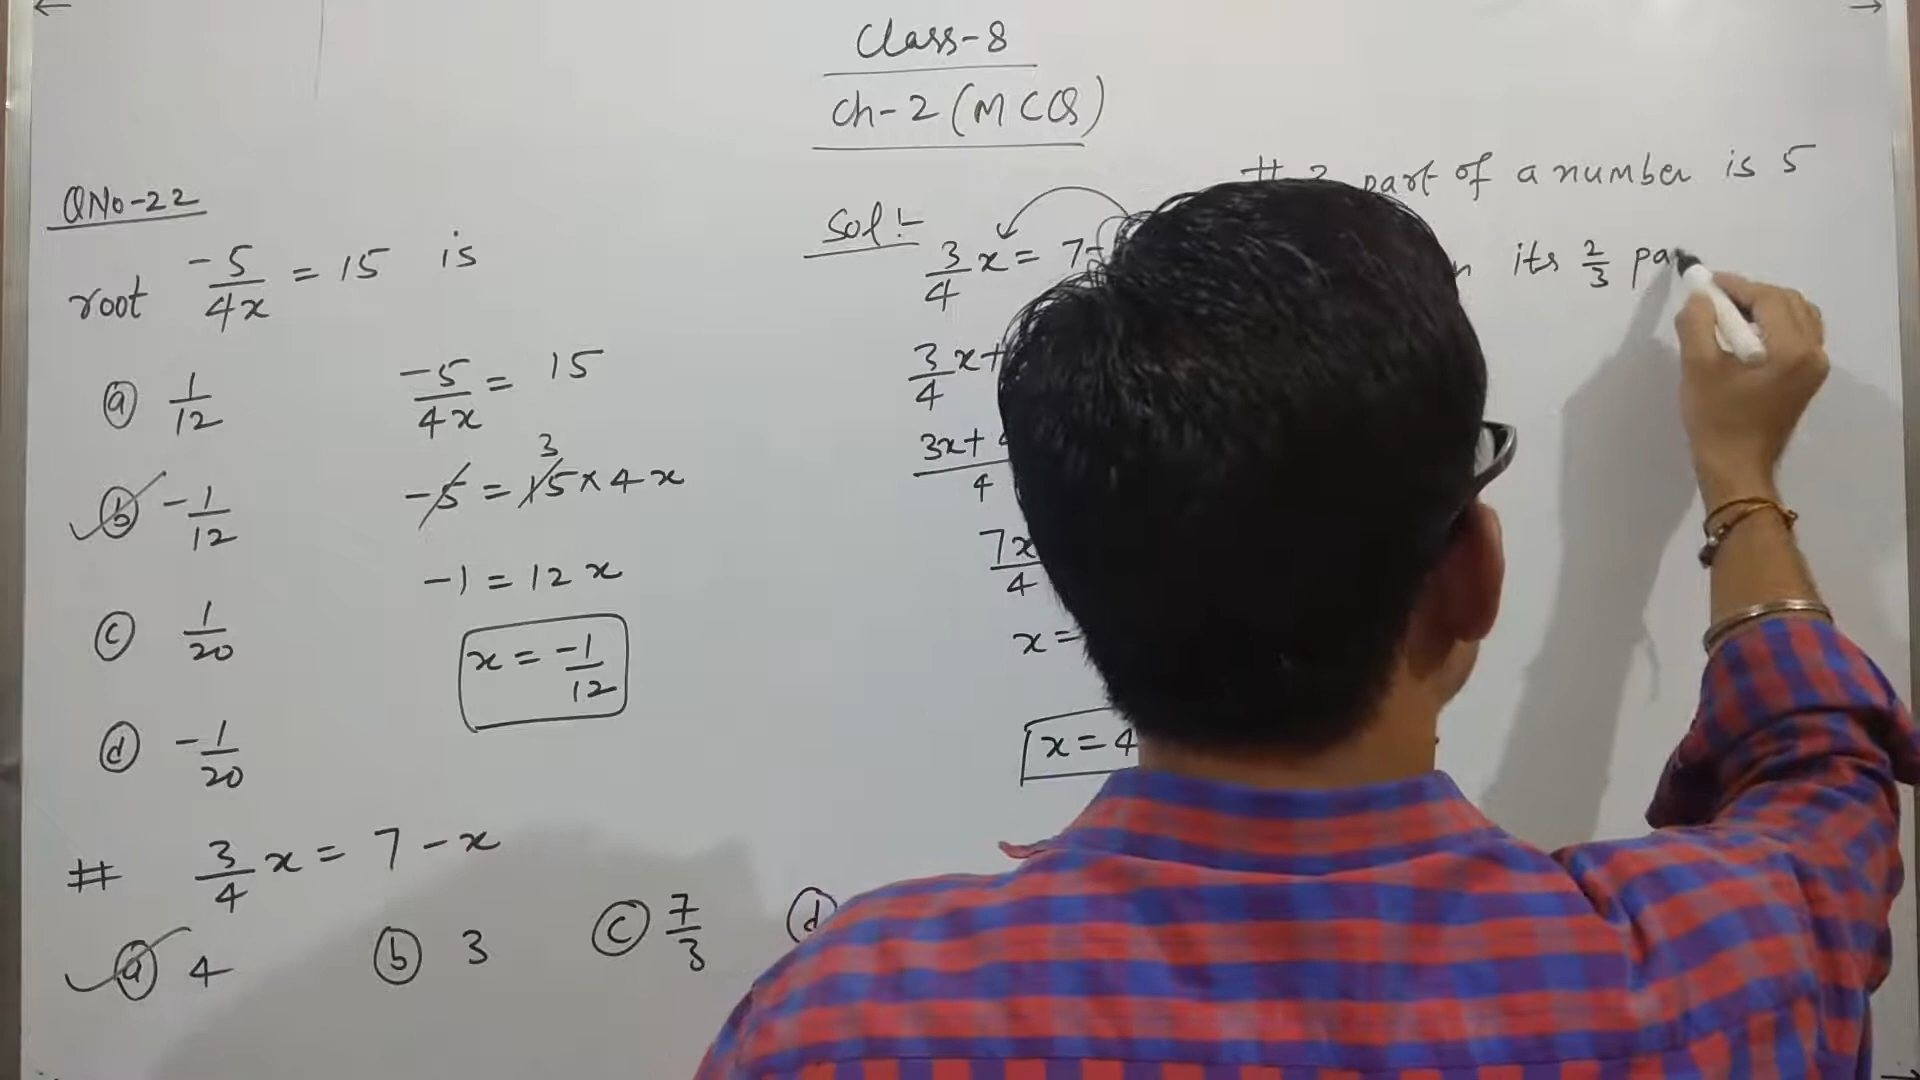 Class-8
Ch-2 (MCQ)
QNo-22
root -5/4x = 15 is
(a) 1/12
(b) -1/12
(c) 1/20
(d) -1/20
-5/4x = 15
3
-5 = 15 × 4x
-1 = 12x
x = -1/12
# 3/4 x = 7 - x
(a) 4
(b) 3
(c) 7/3
(d)
Sol:-
3/4 x = 7-
3/4 x +
3x +
4
7x
4
x =
x = 4
# part of a number is 5
its 2/3 pa